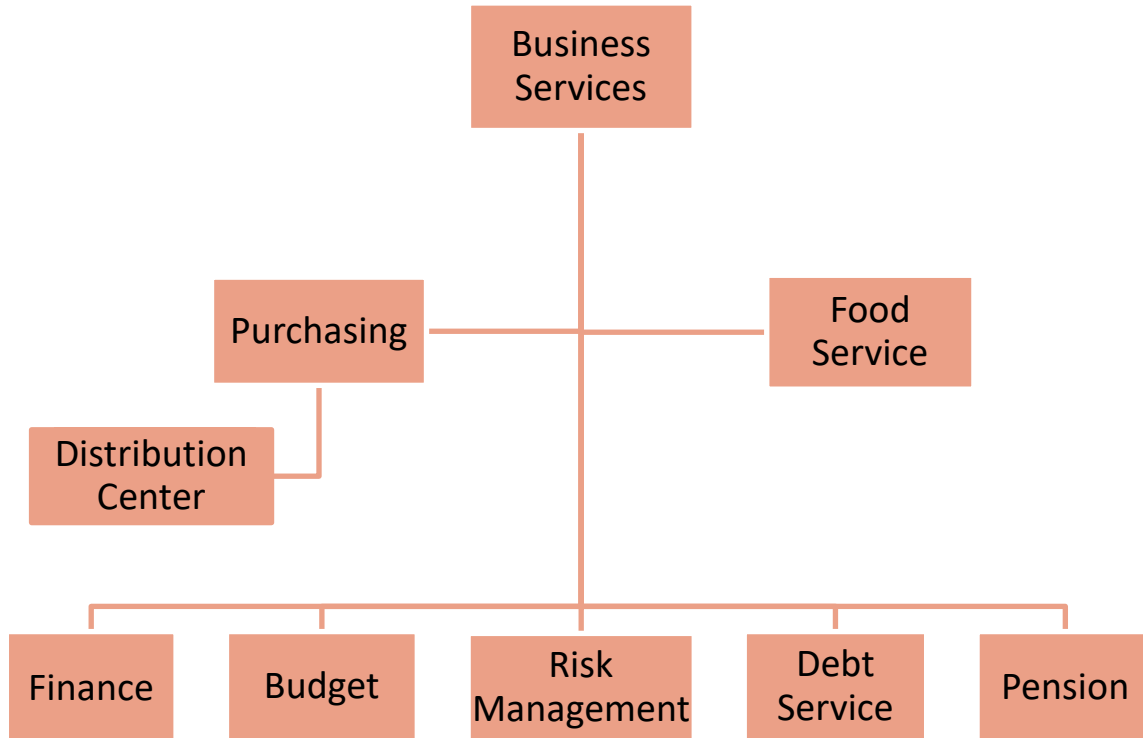 Business
Services
Purchasing
Food
Service
Distribution
Center
Finance
Budget
Risk
Management
Debt
Service
Pension